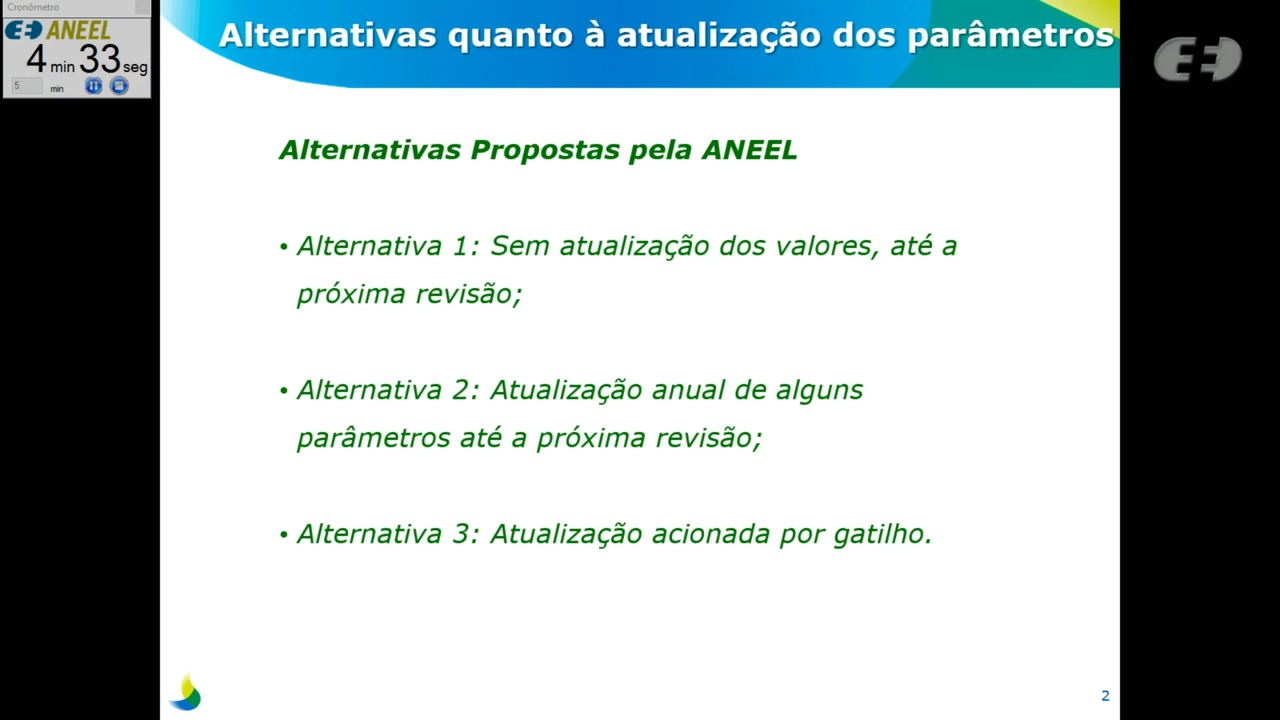 Cronômetro
ANEEL
4 min 33 seg
5 min
Alternativas quanto à atualização dos parâmetros
Alternativas Propostas pela ANEEL
• Alternativa 1: Sem atualização dos valores, até a
próxima revisão;
• Alternativa 2: Atualização anual de alguns
parâmetros até a próxima revisão;
• Alternativa 3: Atualização acionada por gatilho.
2